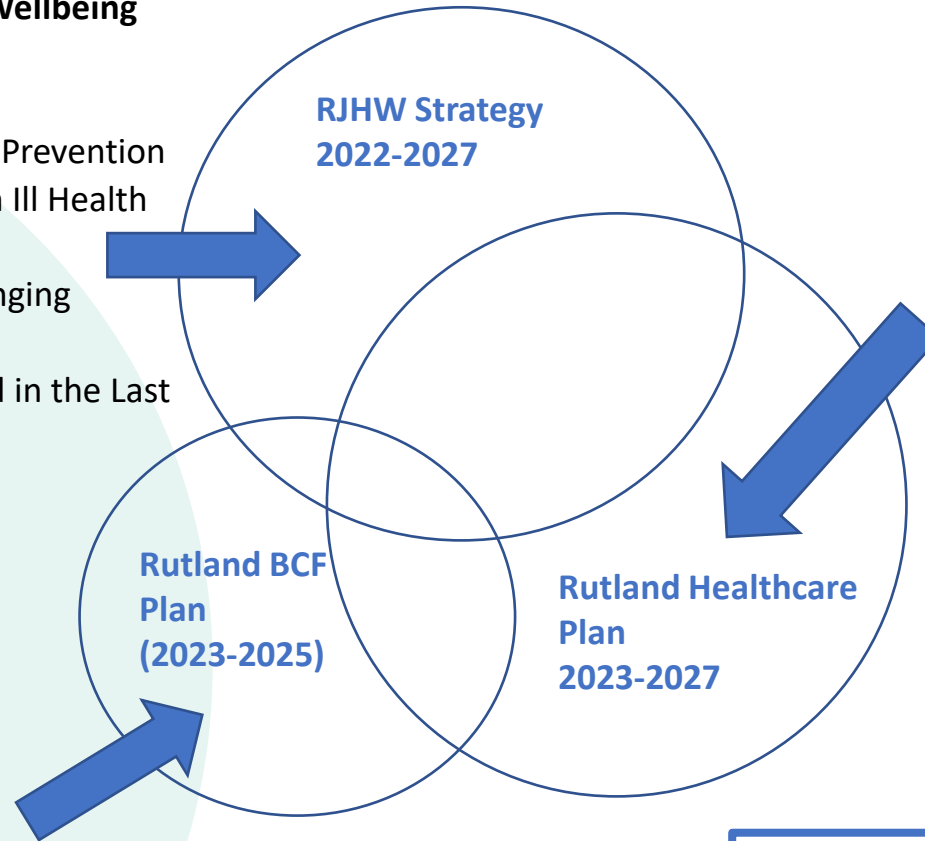 Wellbeing
RJHW Strategy
2022-2027
Prevention
Ill Health
nging
in the Last
Rutland BCF
Plan
(2023-2025)
Rutland Healthcare
Plan
2023-2027